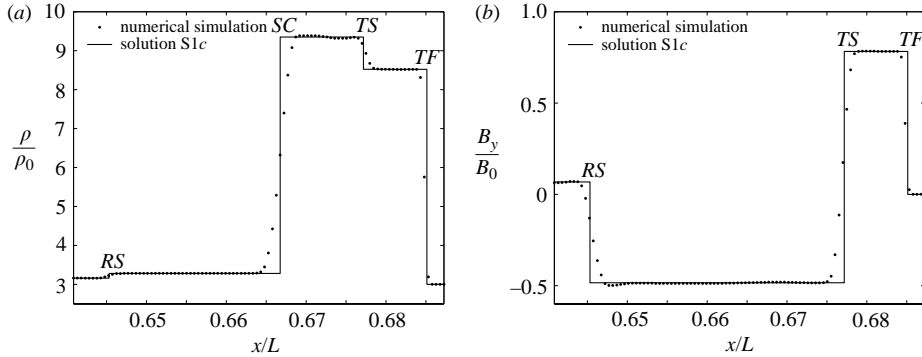 (a)
numerical simulation
solution S1c
SC
TS
TF
RS
10
9
8
7
6
5
4
3
ρ/ρ0
0.65
0.66
0.67
0.68
x/L
(b)
numerical simulation
solution S1c
TS
TF
RS
1.0
0.5
0
−0.5
By/B0
0.65
0.66
0.67
0.68
x/L